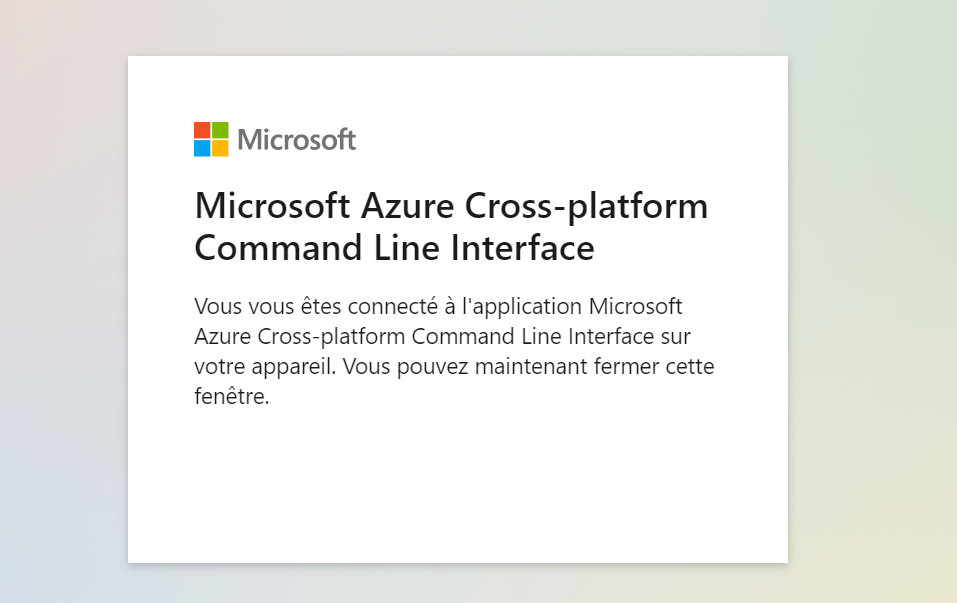 Microsoft
Microsoft Azure Cross-platform
Command Line Interface
Vous vous êtes connecté à l'application Microsoft
Azure Cross-platform Command Line Interface sur
votre appareil. Vous pouvez maintenant fermer cette
fenêtre.